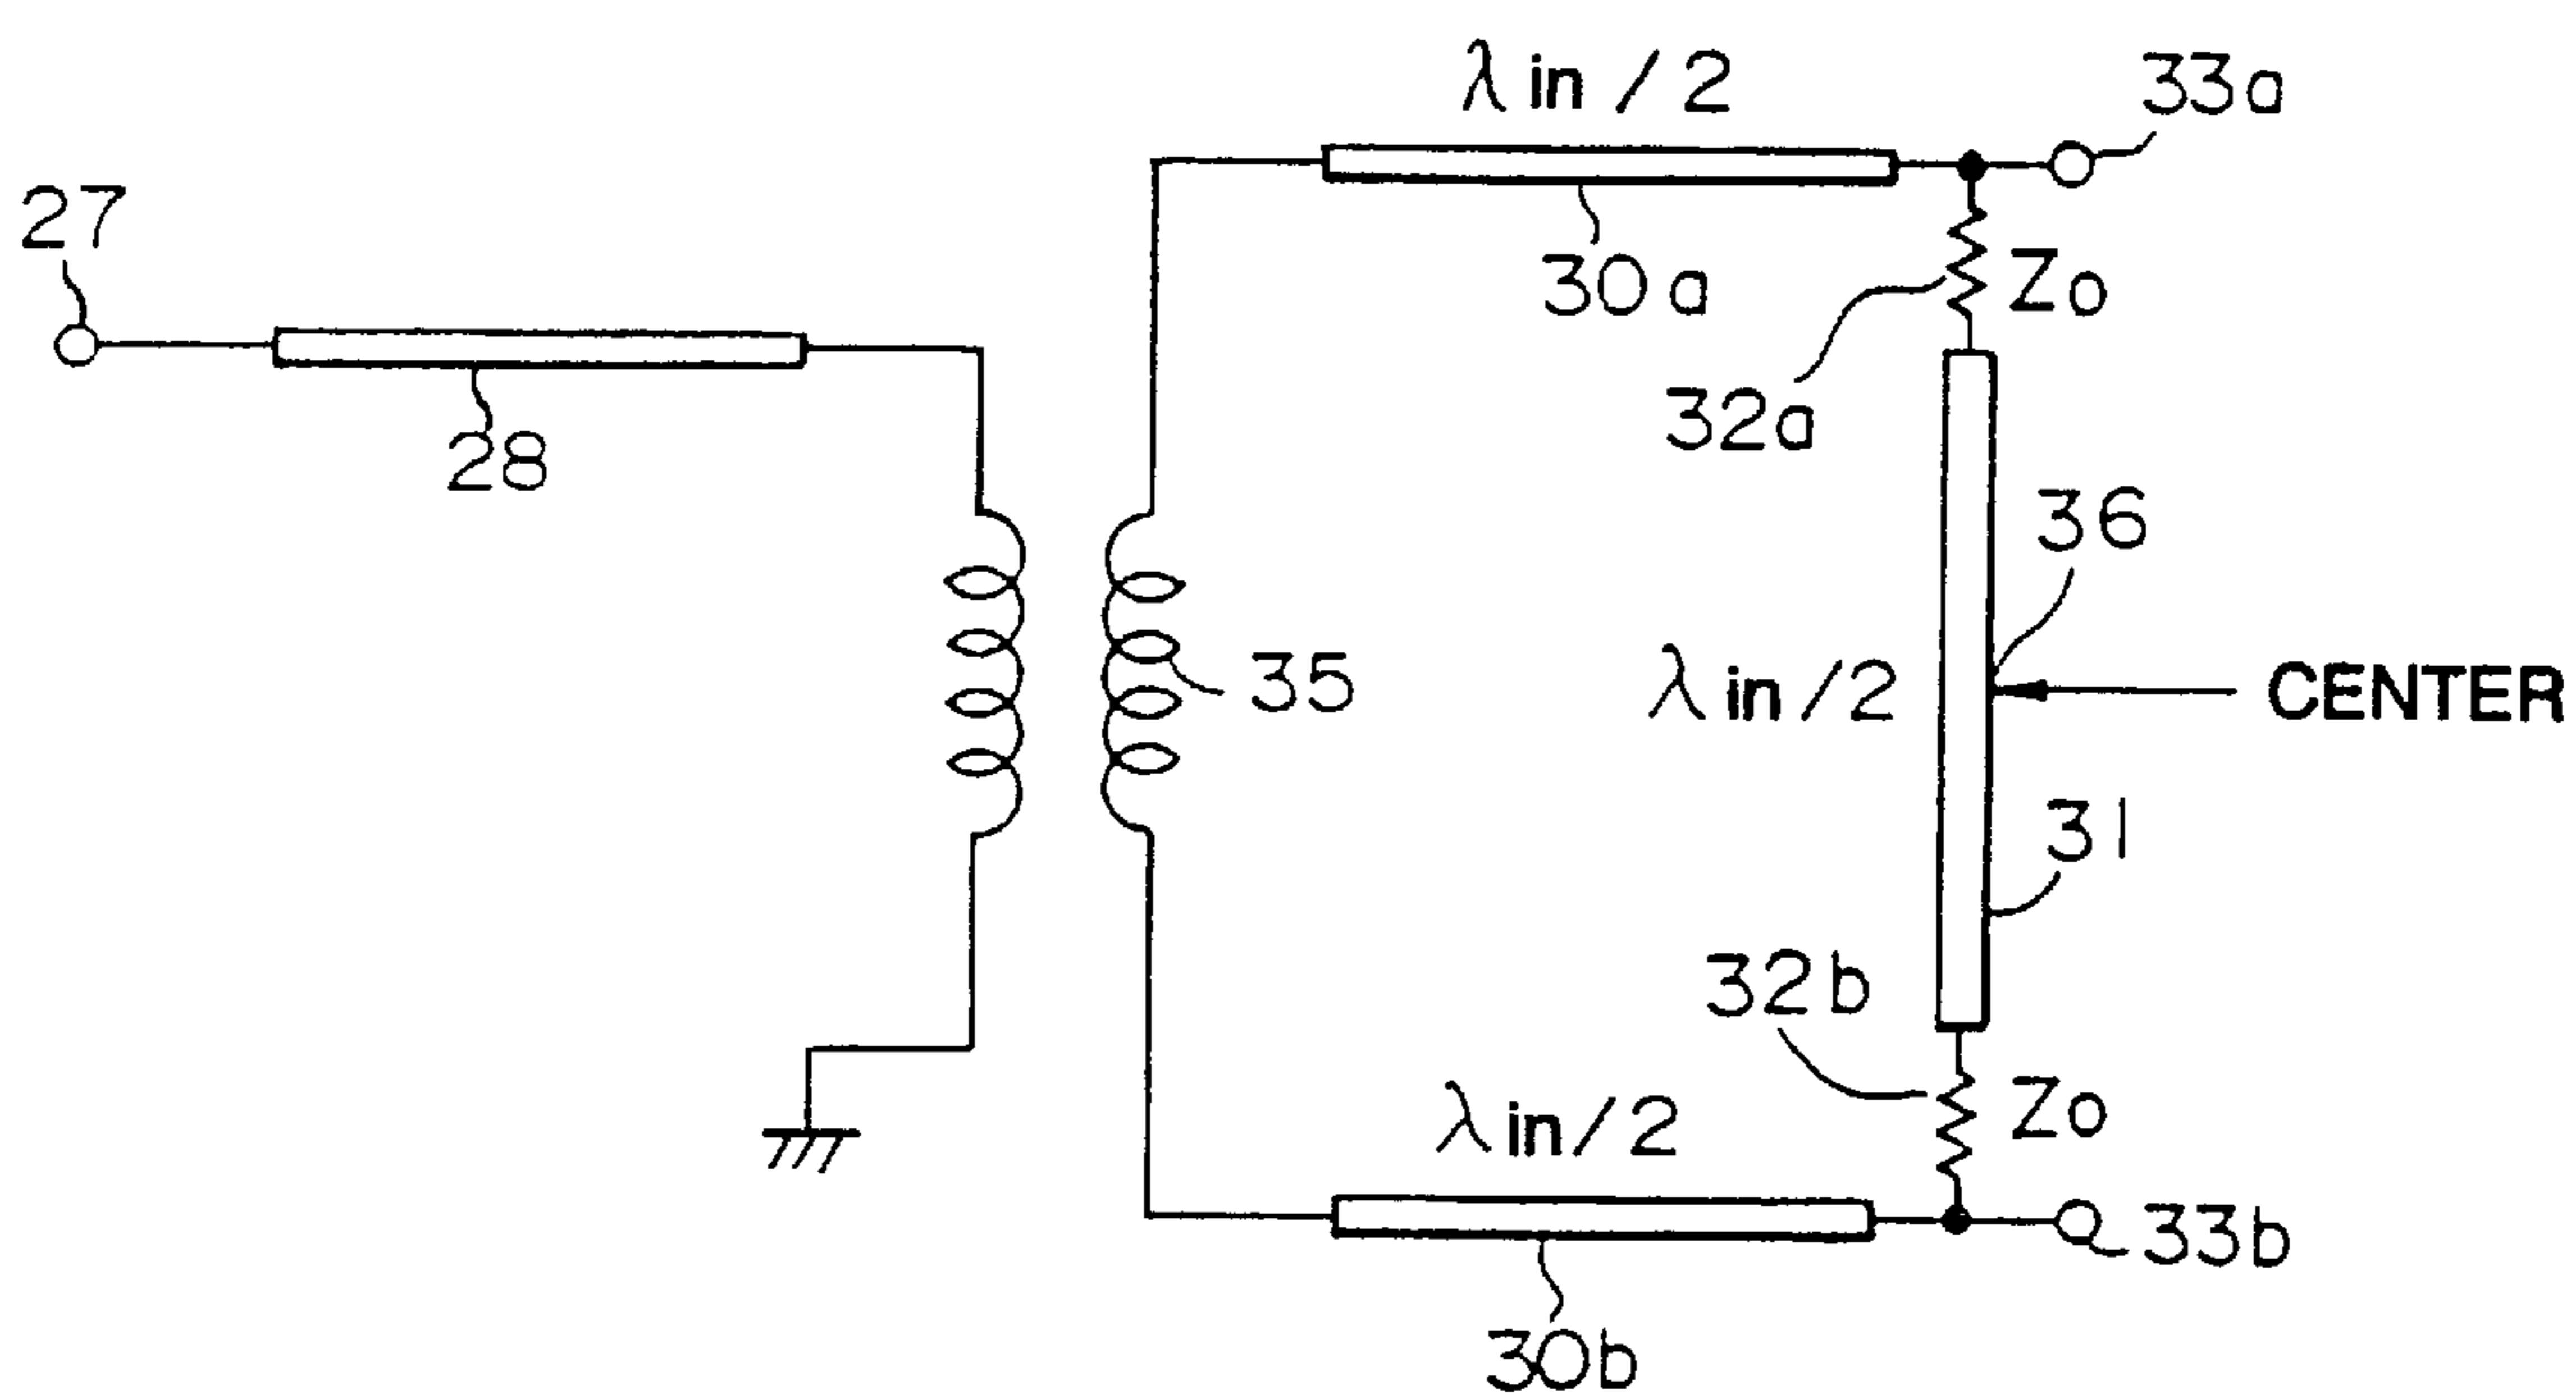 λin/2
33a
27
30a
Zo
32a
28
36
35
λin/2
CENTER
31
32b
Zo
λin/2
33b
30b